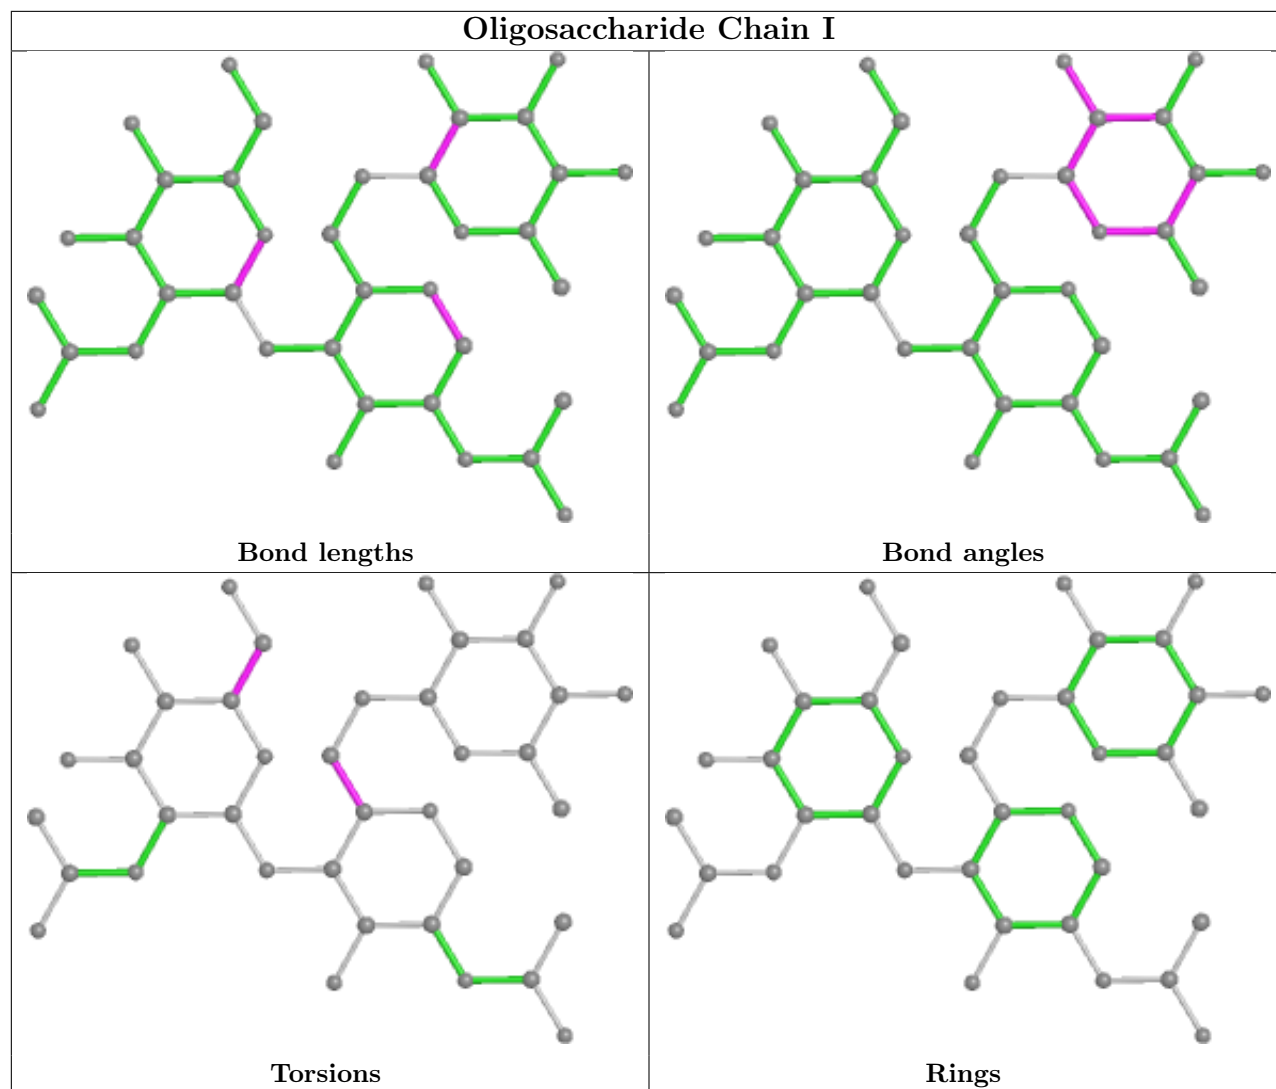 Oligosaccharide Chain I
Bond lengths
Bond angles
Torsions
Rings